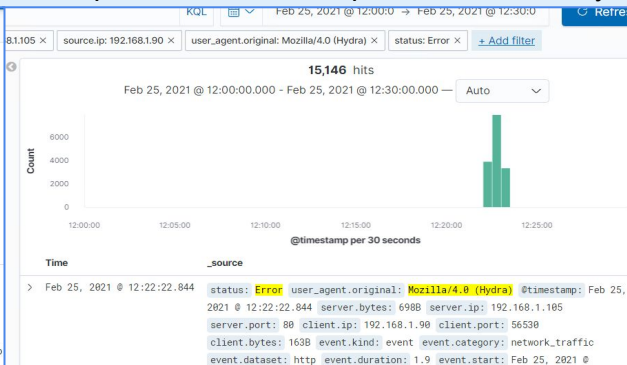 KQL Feb 25, 2021 @ 12:00:0 → Feb 25, 2021 @ 12:30:0 Refres
8.1.105 × source.ip: 192.168.1.90 × user_agent.original: Mozilla/4.0 (Hydra) × status: Error × + Add filter
15,146 hits
Feb 25, 2021 @ 12:00:00.000 - Feb 25, 2021 @ 12:30:00.000 — Auto
Count
6000
4000
2000
0
12:00:00 12:05:00 12:10:00 12:15:00 12:20:00 12:25:00
@timestamp per 30 seconds
Time _source
> Feb 25, 2021 @ 12:22:22.844 status: Error user_agent.original: Mozilla/4.0 (Hydra) @timestamp: Feb 25,
2021 @ 12:22:22.844 server.bytes: 698B server.ip: 192.168.1.105
server.port: 80 client.ip: 192.168.1.90 client.port: 56530
client.bytes: 163B event.kind: event event.category: network_traffic
event.dataset: http event.duration: 1.9 event.start: Feb 25, 2021 @